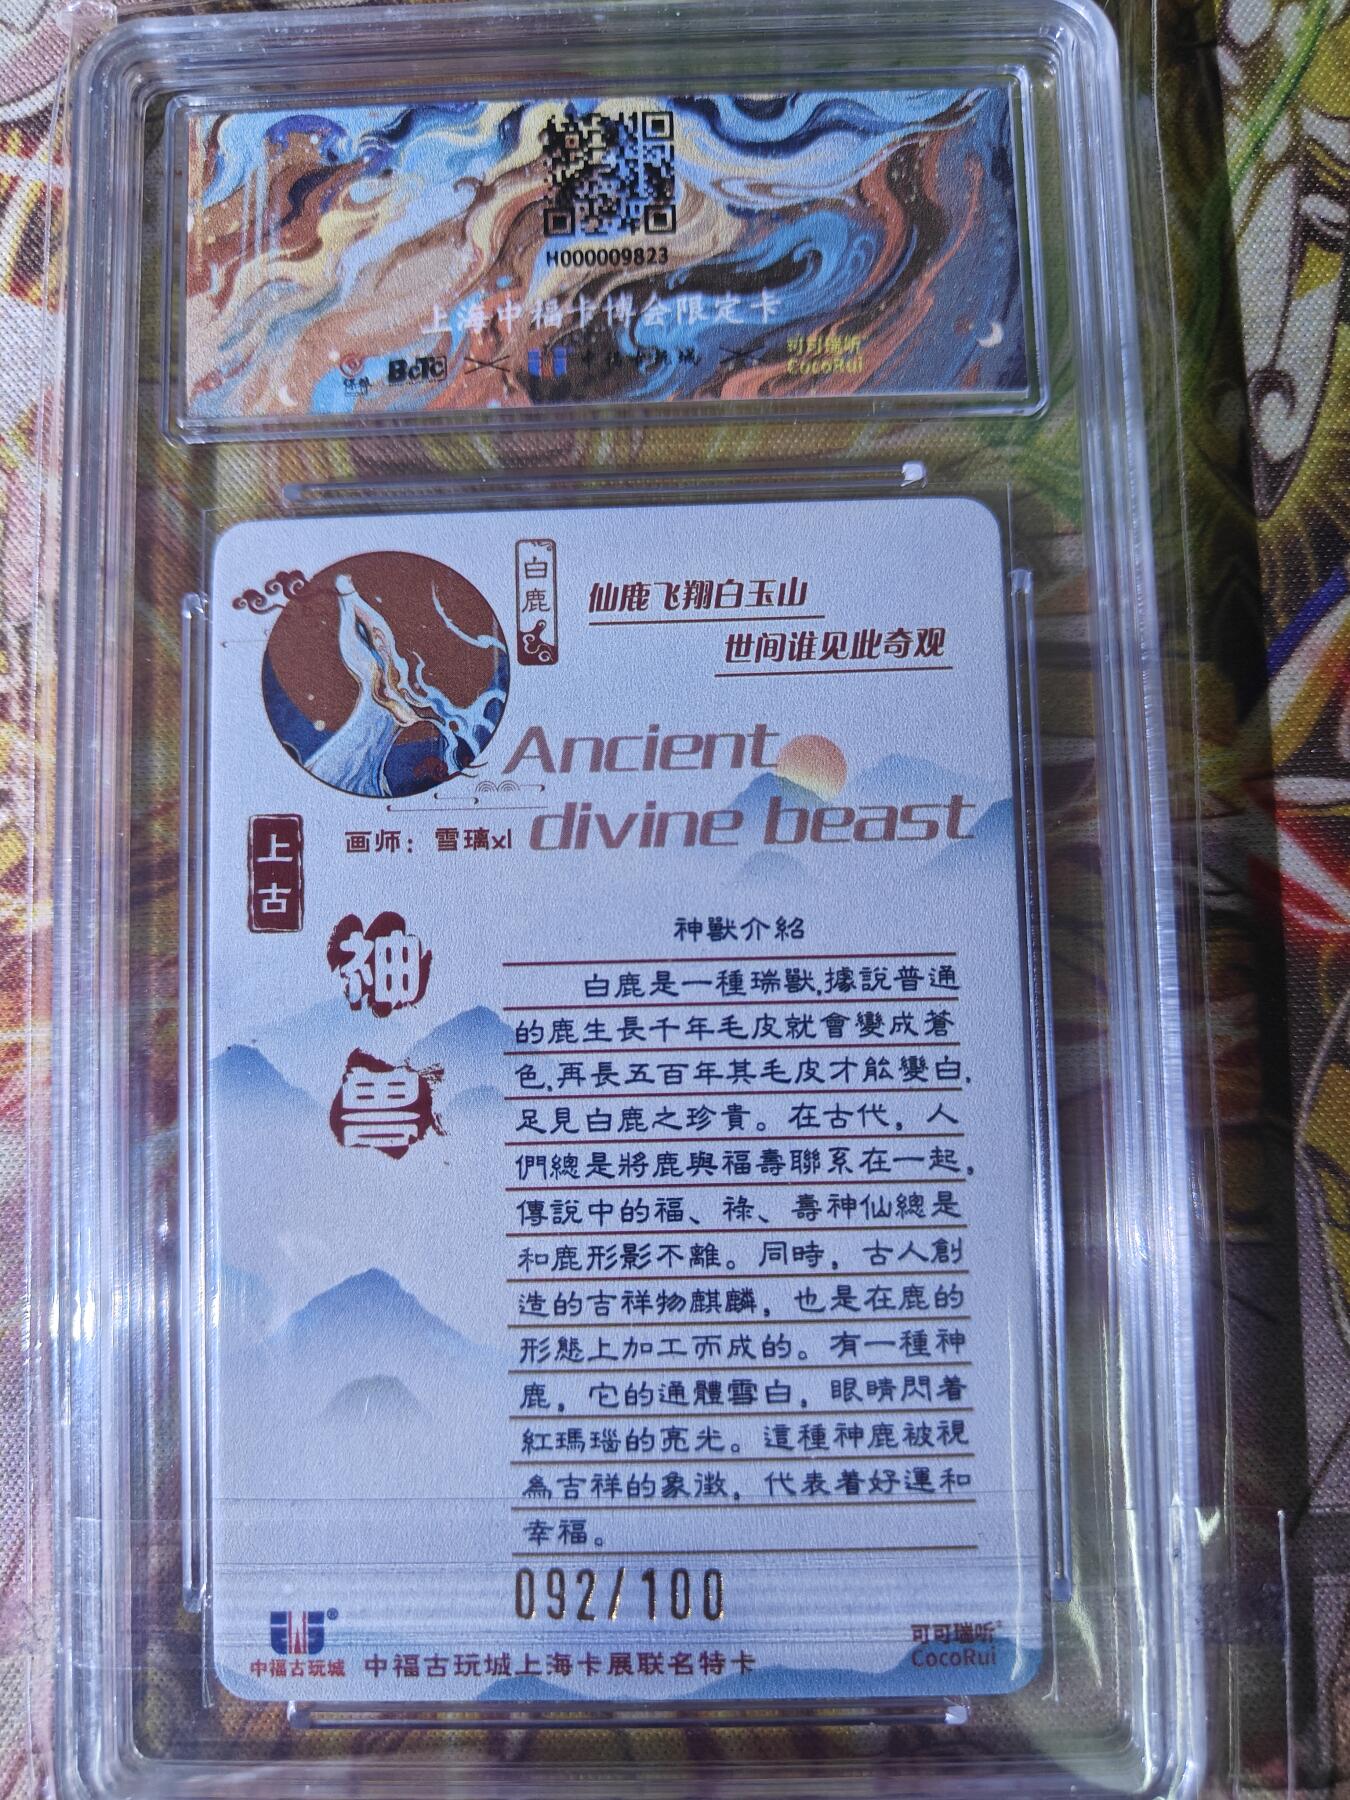 H000009823
上海中福卡博会限定卡
BCTC
中福古玩城
可可瑞听
CocoRui
白鹿
仙鹿飞翔白玉山
世间谁见此奇观
Ancient
divine beast
画师：雪璃xl
上古
神兽
神獸介紹
白鹿是一種瑞獸,據說普通
的鹿生長千年毛皮就會變成蒼
色,再長五百年其毛皮才能變白,
足見白鹿之珍貴。在古代，人
們總是將鹿與福壽聯系在一起,
傳說中的福、祿、壽神仙總是
和鹿形影不離。同時，古人創
造的吉祥物麒麟，也是在鹿的
形態上加工而成的。有一種神
鹿，它的通體雪白，眼睛閃着
紅瑪瑙的亮光。這種神鹿被視
為吉祥的象徵，代表着好運和
幸福。
092/100
中福古玩城
中福古玩城上海卡展联名特卡
可可瑞听
CocoRui